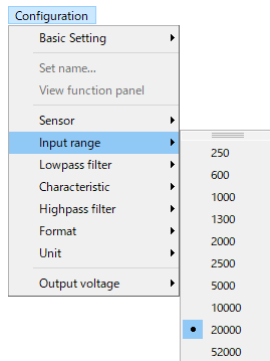 Configuration
Basic Setting
Set name...
View function panel
Sensor
Input range
Lowpass filter
Characteristic
Highpass filter
Format
Unit
Output voltage
250
600
1000
1300
2000
2500
5000
10000
20000
52000